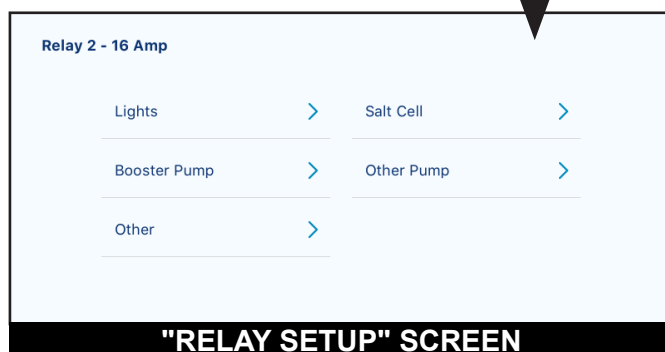 Relay 2 - 16 Amp
Lights
Salt Cell
Booster Pump
Other Pump
Other
"RELAY SETUP" SCREEN